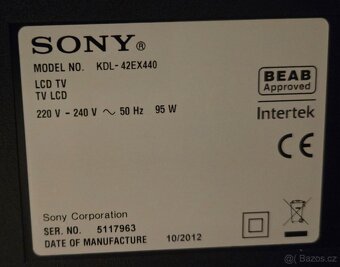 SONY®
MODEL NO. KDL-42EX440
LCD TV
TV LCD
220 V - 240 V ~ 50 Hz 95 W
BEAB
Approved
Intertek
CE
Sony Corporation
SER. NO. 5117963
DATE OF MANUFACTURE 10/2012
Bazos.cz